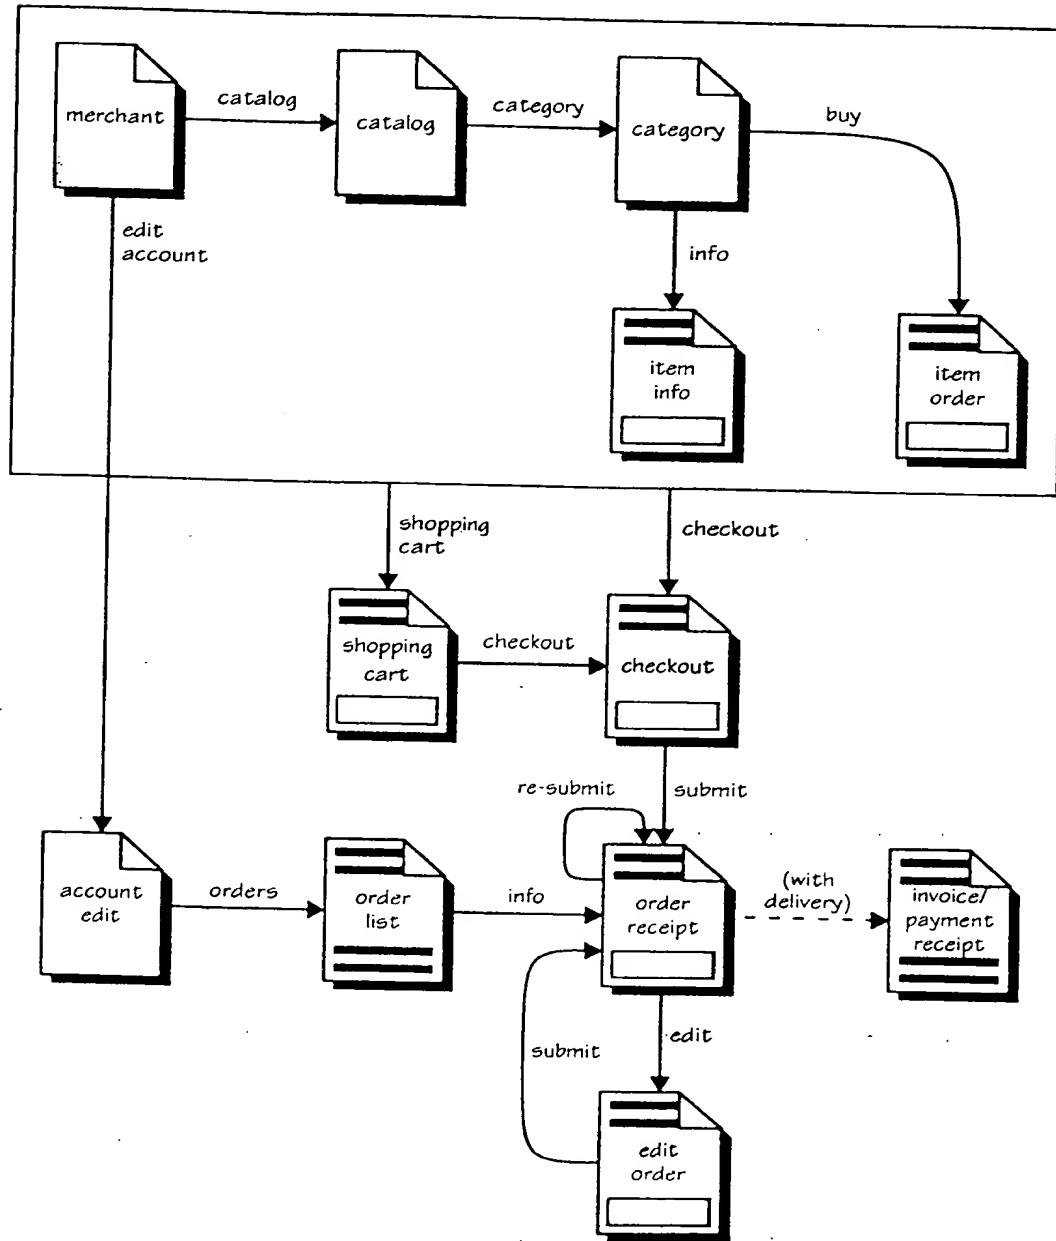 merchant
catalog
catalog
category
category
buy
edit
account
info
item
info
item
order
shopping
cart
checkout
shopping
cart
checkout
checkout
re-submit
submit
account
edit
orders
order
list
info
order
receipt
(with
delivery)
invoice/
payment
receipt
submit
edit
edit
order